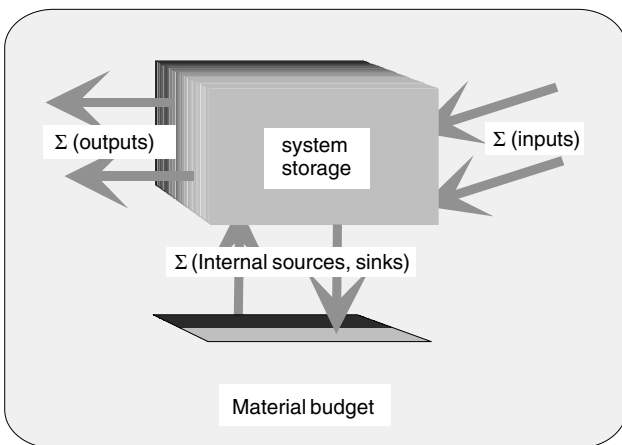 Σ (outputs)
system
storage
Σ (inputs)
Σ (Internal sources, sinks)
Material budget